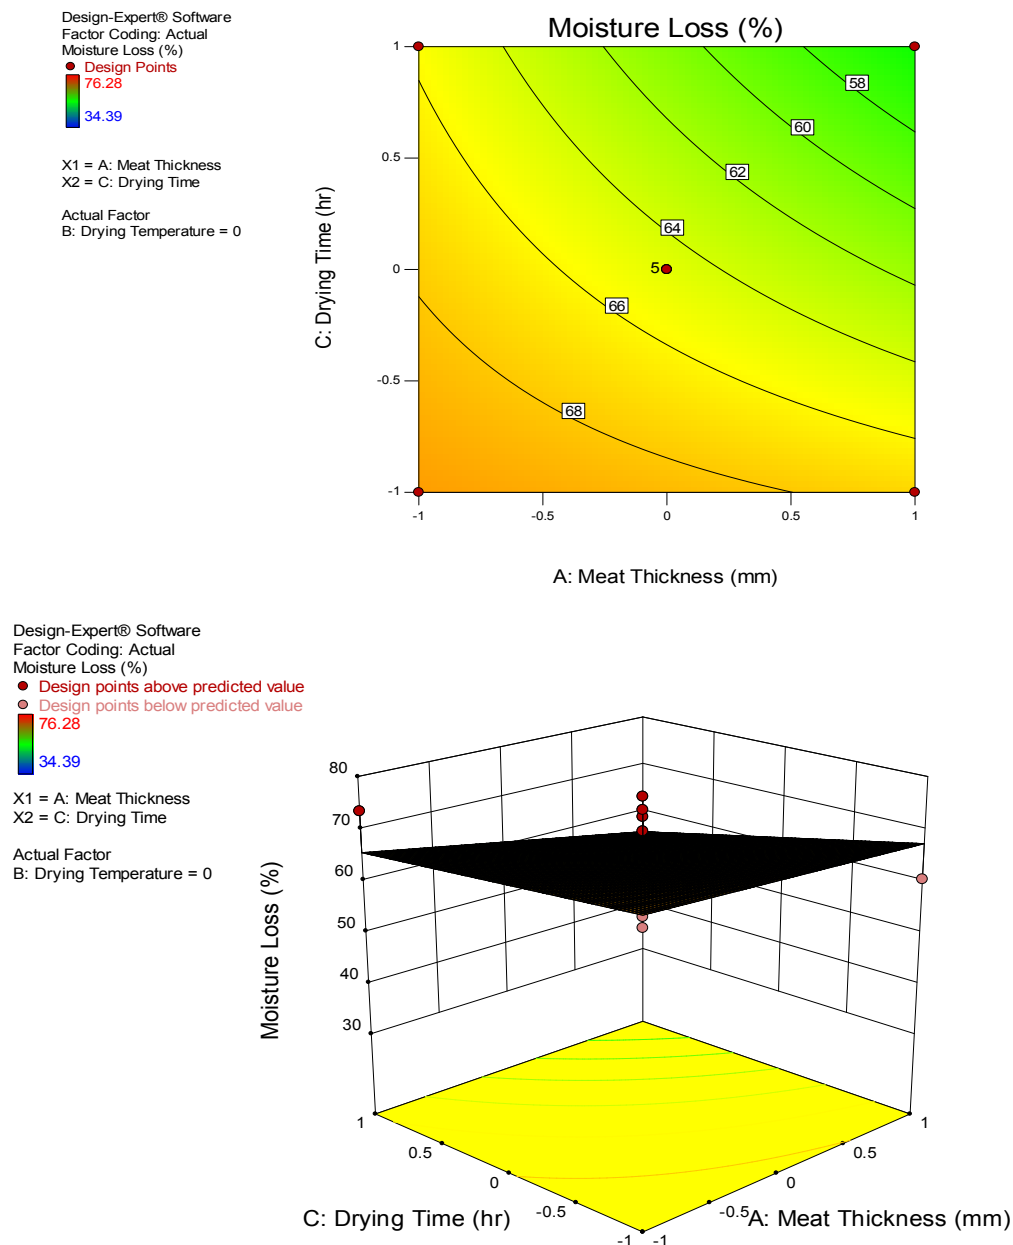 Design-Expert® Software
Factor Coding: Actual
Moisture Loss (%)
Design Points
76.28
34.39
X1 = A: Meat Thickness
X2 = C: Drying Time
Actual Factor
B: Drying Temperature = 0
Moisture Loss (%)
C: Drying Time (hr)
1
0.5
0
-0.5
-1
58
60
62
64
5
66
68
-1
-0.5
0
0.5
1
A: Meat Thickness (mm)
Design-Expert® Software
Factor Coding: Actual
Moisture Loss (%)
Design points above predicted value
Design points below predicted value
76.28
34.39
X1 = A: Meat Thickness
X2 = C: Drying Time
Actual Factor
B: Drying Temperature = 0
Moisture Loss (%)
80
70
60
50
40
30
1
0.5
0
-0.5
-1
C: Drying Time (hr)
1
0.5
0
-0.5
-1
A: Meat Thickness (mm)